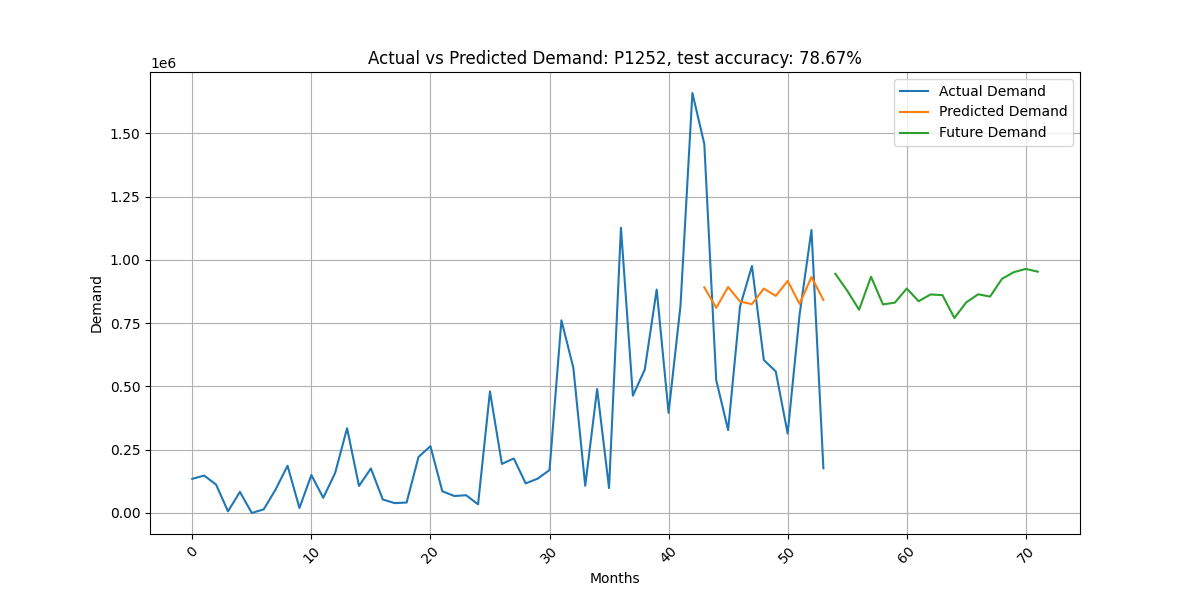 Actual vs Predicted Demand: P1252, test accuracy: 78.67%
1e6
Actual Demand
Predicted Demand
Future Demand
1.50
1.25
1.00
0.75
0.50
0.25
0.00
Demand
0 10 20 30 40 50 60 70
Months